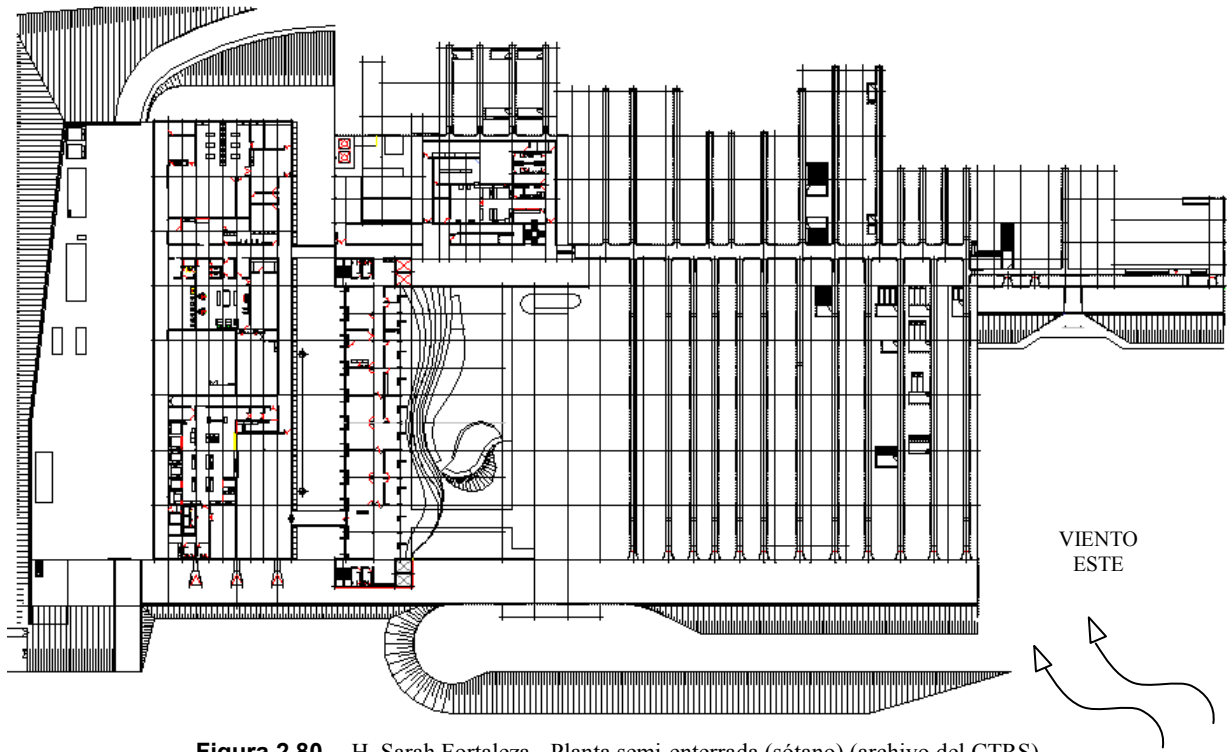 VIENTO
ESTE
Figura 2.80 – H. Sarah Fortaleza - Planta semi-enterrada (sótano) (archivo del CTRS)